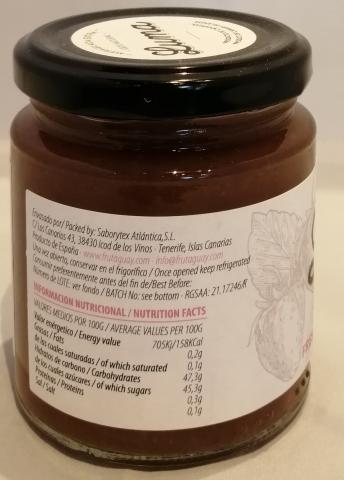 Luma
Envasado por/ Packed by: Saborytex Atlántica,S.L.
C/ Las Canarias 43, 38430 Icod de los Vinos · Tenerife, Islas Canarias
Producto de España · www.frutaguay.com · info@frutaguay.com
Una vez abierto, conservar en el frigorífico / Once opened keep refrigerated
Consumir preferentemente antes del fin de/Best Before:
Número de LOTE: ver fondo / BATCH No: see bottom · RGSAA: 21.17246/R
INFORMACION NUTRICIONAL / NUTRITION FACTS
VALORES MEDIOS POR 100G / AVERAGE VALUES PER 100G
Valor enérgetico / Energy value 705Kj/158KCal
Grasas / Fats 0,2g
de las cuales saturadas / of which saturated 0,1g
Hidratos de carbono / Carbohydrates 47,3g
de los cuales azúcares / of which sugars 45,3g
Proteínas / Proteins 0,3g
Sal / Salt 0,1g